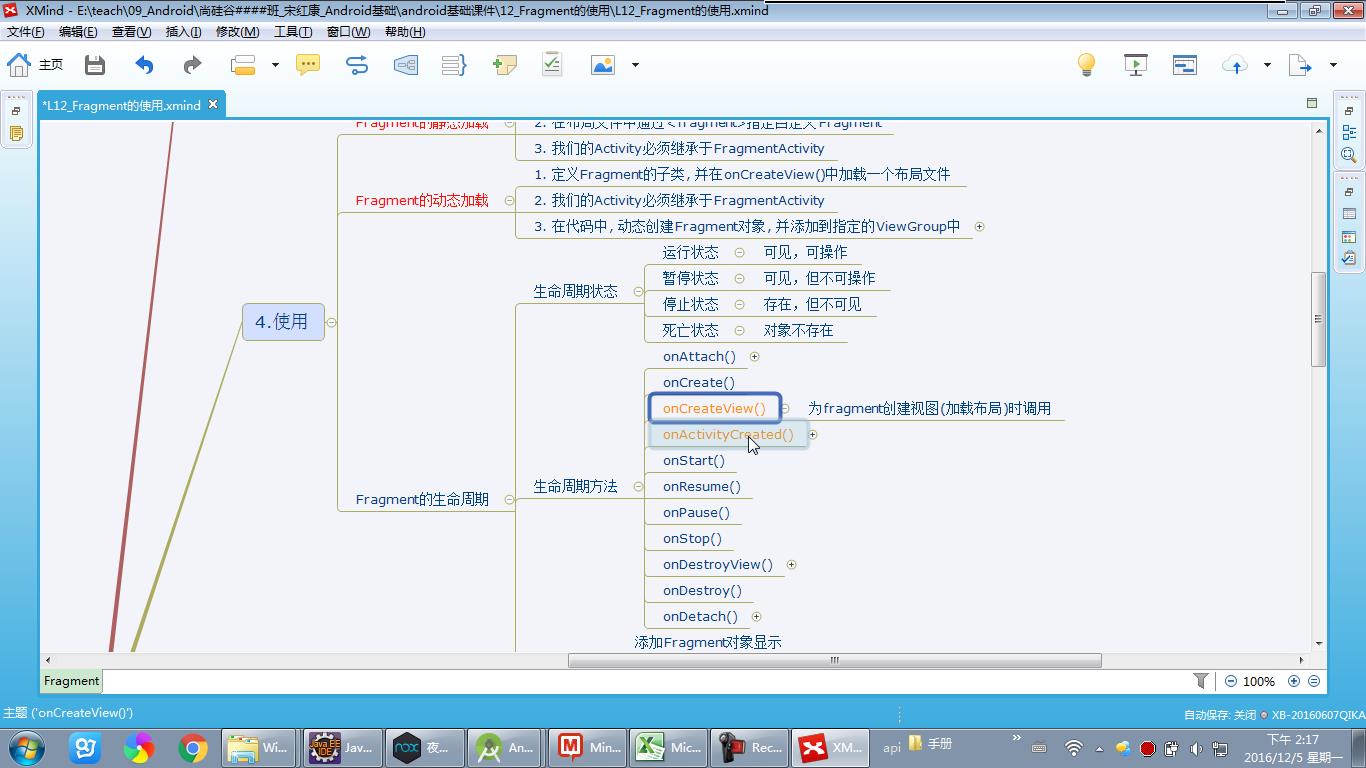 XMind - E:\teach\09_Android\尚硅谷####班_宋红康_Android基础\android基础课件\12_Fragment的使用\L12_Fragment的使用.xmind
文件(F) 编辑(E) 查看(V) 插入(I) 修改(M) 工具(T) 窗口(W) 帮助(H)
主页
*L12_Fragment的使用.xmind
Fragment的静态加载
2. 在布局文件中通过<fragment>指定自定义Fragment
3. 我们的Activity必须继承于FragmentActivity
1. 定义Fragment的子类, 并在onCreateView()中加载一个布局文件
Fragment的动态加载
2. 我们的Activity必须继承于FragmentActivity
3. 在代码中, 动态创建Fragment对象, 并添加到指定的ViewGroup中
运行状态 可见，可操作
生命周期状态
暂停状态 可见，但不可操作
停止状态 存在，但不可见
4.使用
死亡状态 对象不存在
onAttach()
onCreate()
onCreateView() 为fragment创建视图(加载布局)时调用
onActivityCreated()
onStart()
生命周期方法
onResume()
Fragment的生命周期
onPause()
onStop()
onDestroyView()
onDestroy()
onDetach()
添加Fragment对象显示
Fragment
100%
主题 ('onCreateView()')
自动保存: 关闭
XB-20160607QIKA
Wi...
Jav...
夜...
An...
Min...
Mic...
Rec...
XM...
api
手册
下午 2:17
2016/12/5 星期一